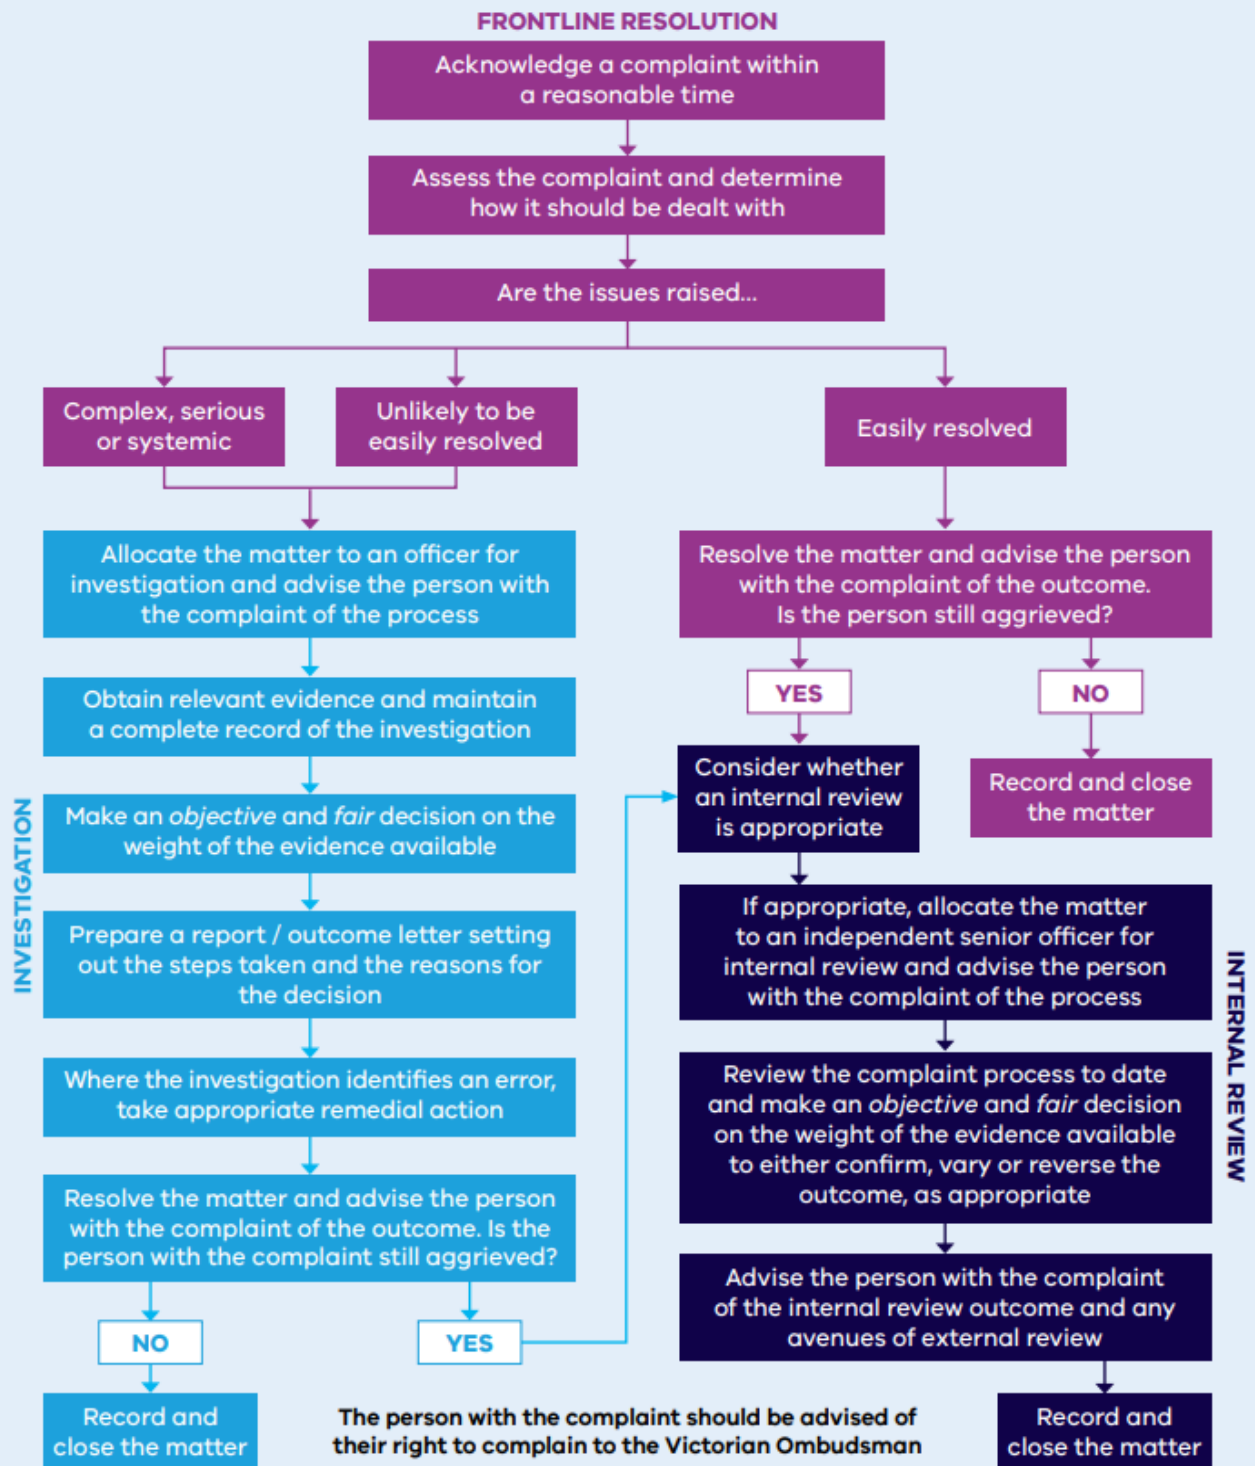 FRONTLINE RESOLUTION
Acknowledge a complaint within
a reasonable time
Assess the complaint and determine
how it should be dealt with
Are the issues raised...
Complex, serious
or systemic
Unlikely to be
easily resolved
Easily resolved
INVESTIGATION
Allocate the matter to an officer for
investigation and advise the person with
the complaint of the process
Obtain relevant evidence and maintain
a complete record of the investigation
Make an objective and fair decision on the
weight of the evidence available
Prepare a report / outcome letter setting
out the steps taken and the reasons for
the decision
Where the investigation identifies an error,
take appropriate remedial action
Resolve the matter and advise the person
with the complaint of the outcome. Is the
person with the complaint still aggrieved?
NO
YES
Record and
close the matter
Resolve the matter and advise the person
with the complaint of the outcome.
Is the person still aggrieved?
YES
NO
Record and close
the matter
INTERNAL REVIEW
Consider whether
an internal review
is appropriate
If appropriate, allocate the matter
to an independent senior officer for
internal review and advise the person
with the complaint of the process
Review the complaint process to date
and make an objective and fair decision
on the weight of the evidence available
to either confirm, vary or reverse the
outcome, as appropriate
Advise the person with the complaint
of the internal review outcome and any
avenues of external review
Record and
close the matter
The person with the complaint should be advised of
their right to complain to the Victorian Ombudsman